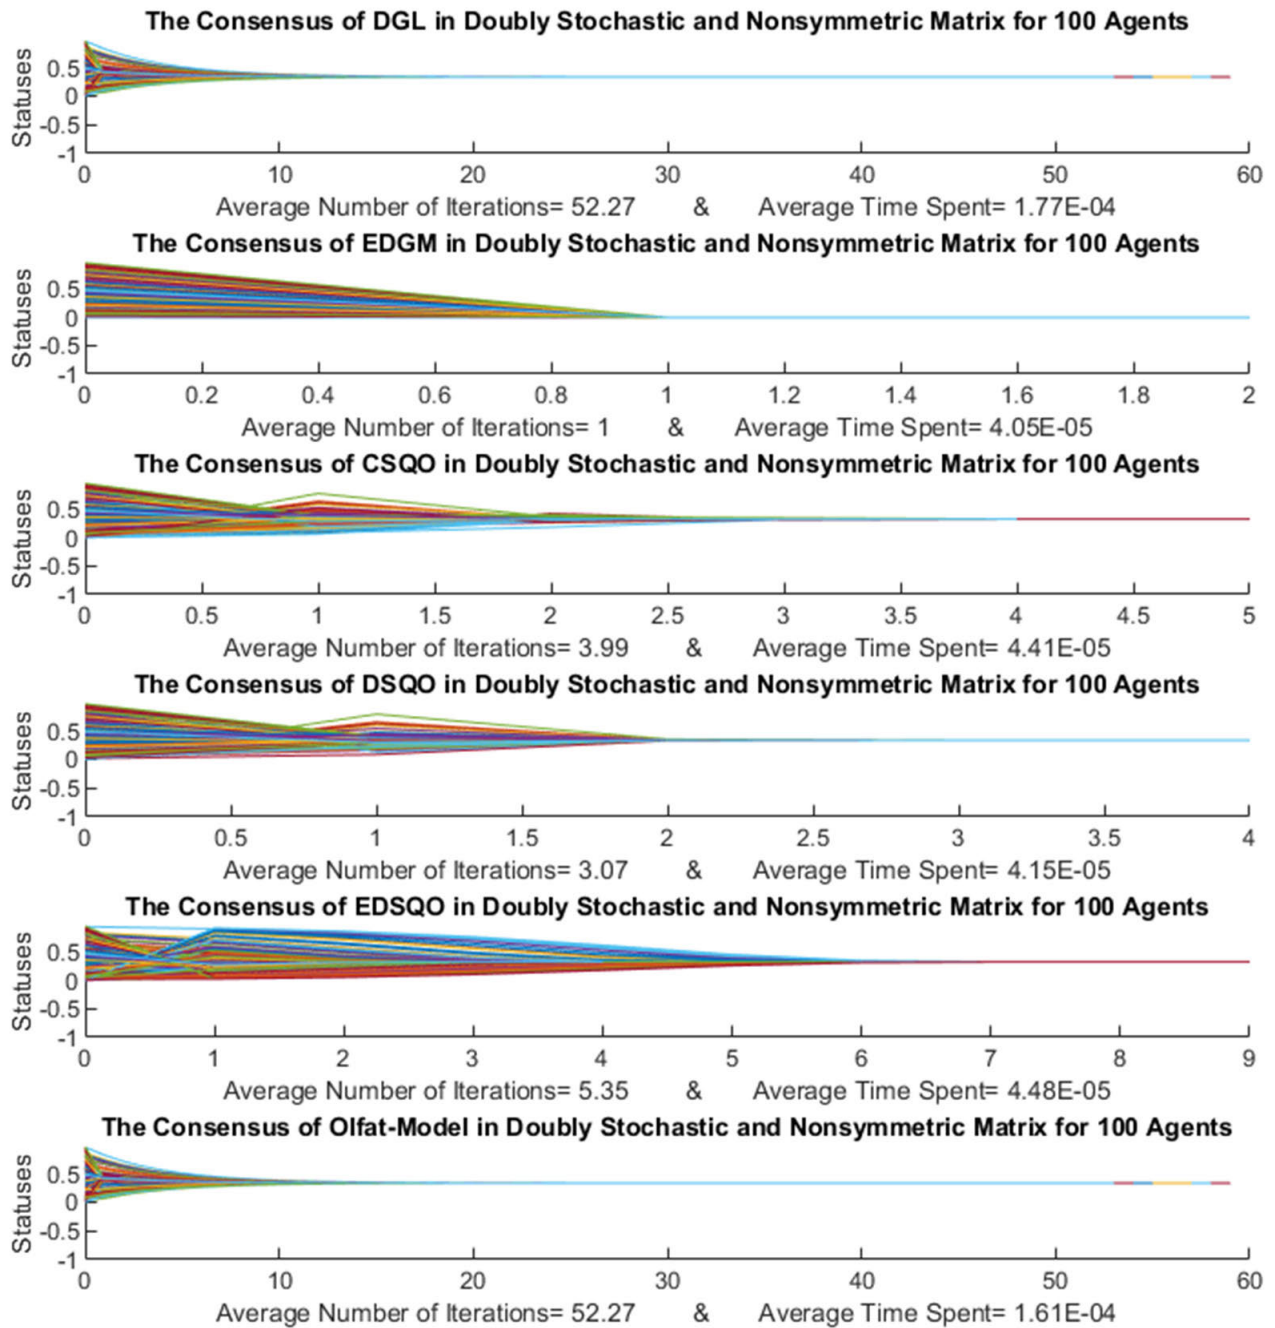 The Consensus of DGL in Doubly Stochastic and Nonsymmetric Matrix for 100 Agents
Statuses
0.5
0
-0.5
-1
0 10 20 30 40 50 60
Average Number of Iterations= 52.27 & Average Time Spent= 1.77E-04
The Consensus of EDGM in Doubly Stochastic and Nonsymmetric Matrix for 100 Agents
Statuses
0.5
0
-0.5
-1
0 0.2 0.4 0.6 0.8 1 1.2 1.4 1.6 1.8 2
Average Number of Iterations= 1 & Average Time Spent= 4.05E-05
The Consensus of CSQO in Doubly Stochastic and Nonsymmetric Matrix for 100 Agents
Statuses
0.5
0
-0.5
-1
0 0.5 1 1.5 2 2.5 3 3.5 4 4.5 5
Average Number of Iterations= 3.99 & Average Time Spent= 4.41E-05
The Consensus of DSQO in Doubly Stochastic and Nonsymmetric Matrix for 100 Agents
Statuses
0.5
0
-0.5
-1
0 0.5 1 1.5 2 2.5 3 3.5 4
Average Number of Iterations= 3.07 & Average Time Spent= 4.15E-05
The Consensus of EDSQO in Doubly Stochastic and Nonsymmetric Matrix for 100 Agents
Statuses
0.5
0
-0.5
-1
0 1 2 3 4 5 6 7 8 9
Average Number of Iterations= 5.35 & Average Time Spent= 4.48E-05
The Consensus of Olfat-Model in Doubly Stochastic and Nonsymmetric Matrix for 100 Agents
Statuses
0.5
0
-0.5
-1
0 10 20 30 40 50 60
Average Number of Iterations= 52.27 & Average Time Spent= 1.61E-04